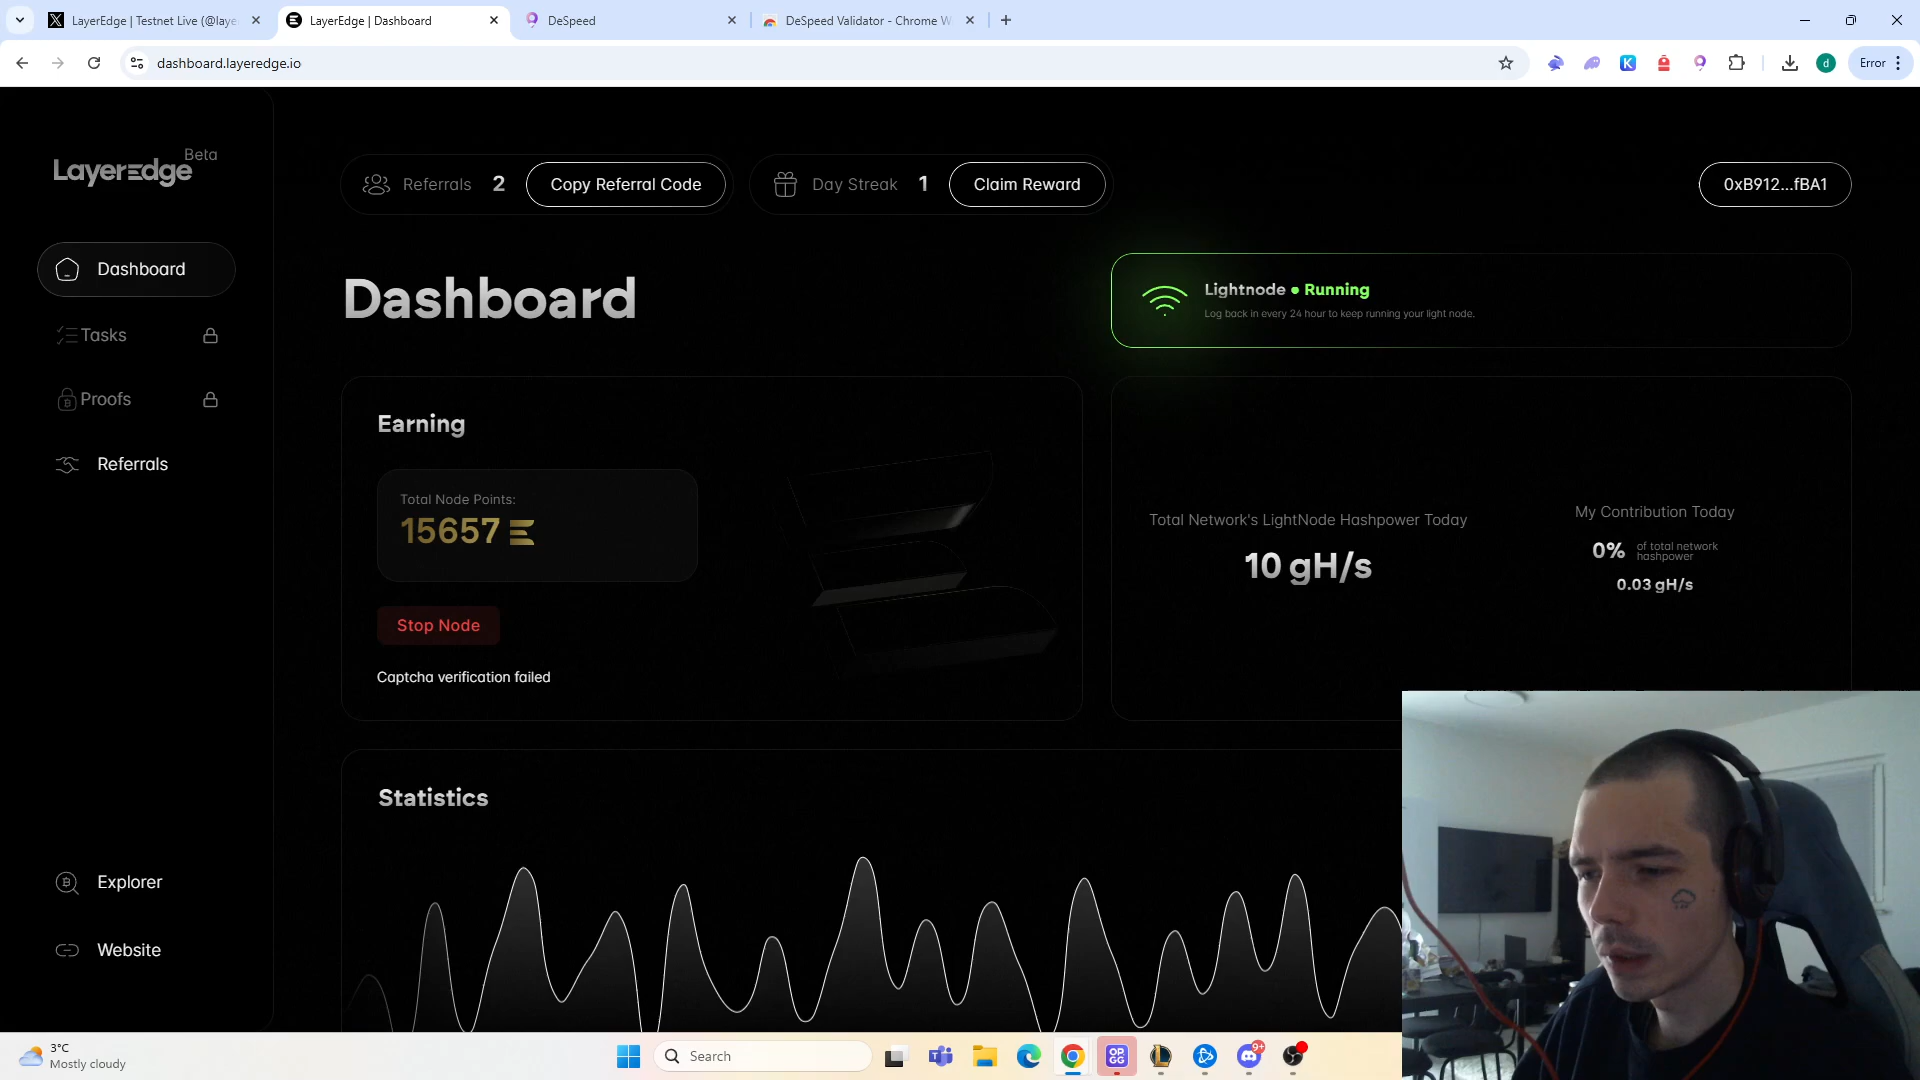 LayerEdge | Testnet Live (@laye
LayerEdge | Dashboard
DeSpeed
DeSpeed Validator - Chrome W
dashboard.layeredge.io
Error
LayerEdge
Beta
Referrals
2
Copy Referral Code
Day Streak
1
Claim Reward
0xB912...fBA1
Dashboard
Tasks
Proofs
Referrals
Explorer
Website
Dashboard
Lightnode • Running
Log back in every 24 hour to keep running your light node.
Earning
Total Node Points:
15657
Stop Node
Captcha verification failed
Total Network's LightNode Hashpower Today
10 gH/s
My Contribution Today
0%
of total network
hashpower
0.03 gH/s
Statistics
3°C
Mostly cloudy
Search
OP
GG
9+